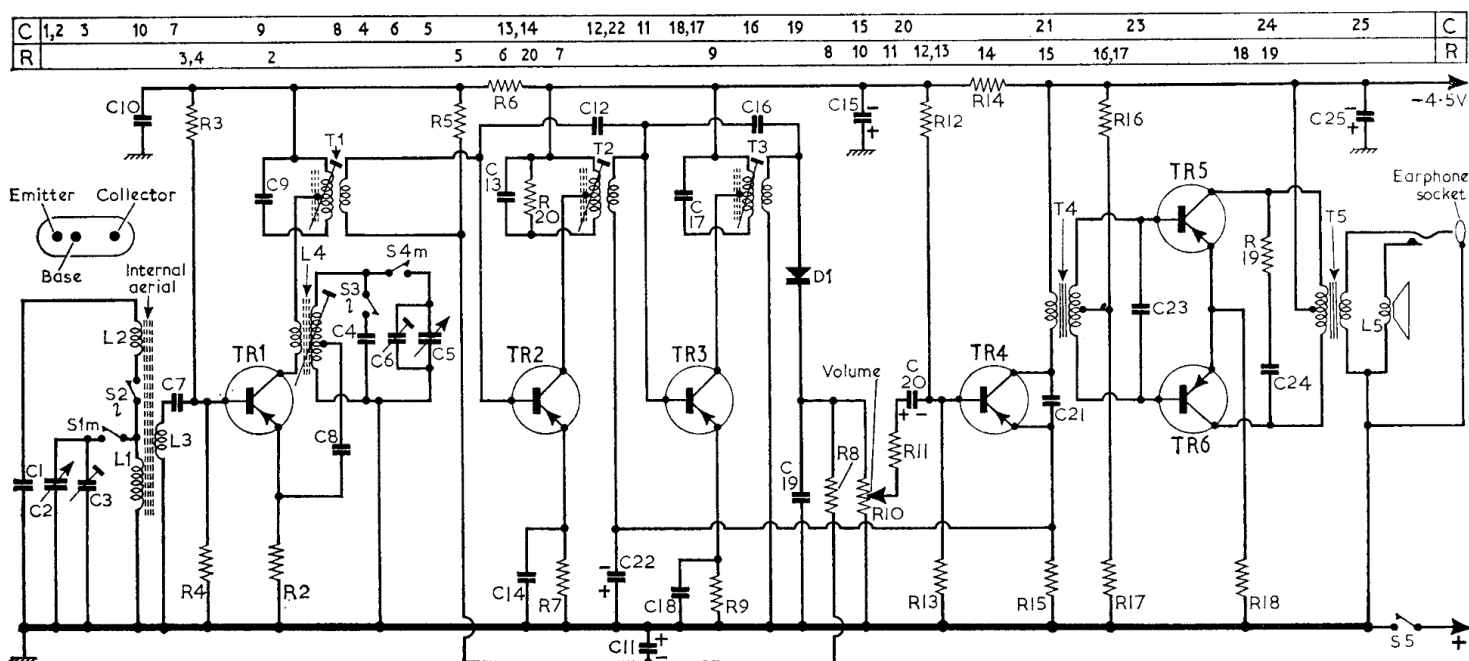 C 1,2 3 10 7 9 8 4 6 5 13,14 12,22 11 18,17 16 19 15 20 21 23 24 25 C
R 3,4 2 5 6 20 7 9 8 10 11 12,13 14 15 16,17 18 19 R
C10
R3
R5
R6
C12
C16
C15
-
+
R12
R14
R16
C25
-
+
-4·5V
T1
T2
T3
C9
C 13
R 20
C 17
Emitter Collector
Base
Internal aerial
L4
S4m
S3 l
C4
C6
C5
D1
T4
TR5
R 19
T5
Earphone socket
L2
C7
TR1
TR2
TR3
Volume
C 20
+ -
TR4
C21
C23
C24
L5
S2 l
S1m
L3
L1
C1
C2
C3
C8
C 19
R8
R11
R10
TR6
R4
R2
C14
R7
-
+
C22
C18
R9
R13
R15
R17
R18
C11
+
-
S5
+